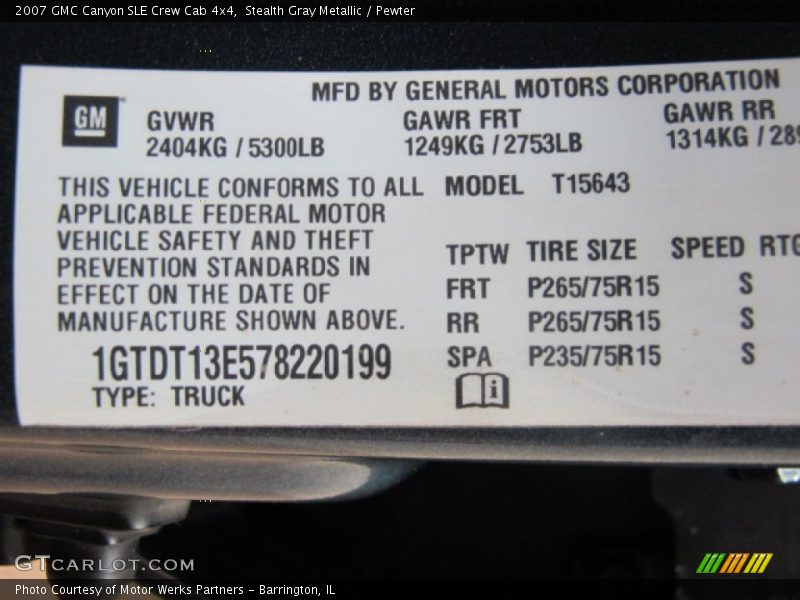 2007 GMC Canyon SLE Crew Cab 4x4,  Stealth Gray Metallic / Pewter
MFD BY GENERAL MOTORS CORPORATION
GM
GVWR GAWR FRT GAWR RR
2404KG / 5300LB 1249KG / 2753LB 1314KG / 289
THIS VEHICLE CONFORMS TO ALL
APPLICABLE FEDERAL MOTOR
VEHICLE SAFETY AND THEFT
PREVENTION STANDARDS IN
EFFECT ON THE DATE OF
MANUFACTURE SHOWN ABOVE.
1GTDT13E578220199
TYPE: TRUCK
MODEL T15643
TPTW TIRE SIZE SPEED RTG
FRT P265/75R15 S
RR P265/75R15 S
SPA P235/75R15 S
GTCARLOT.COM
Photo Courtesy of Motor Werks Partners - Barrington, IL